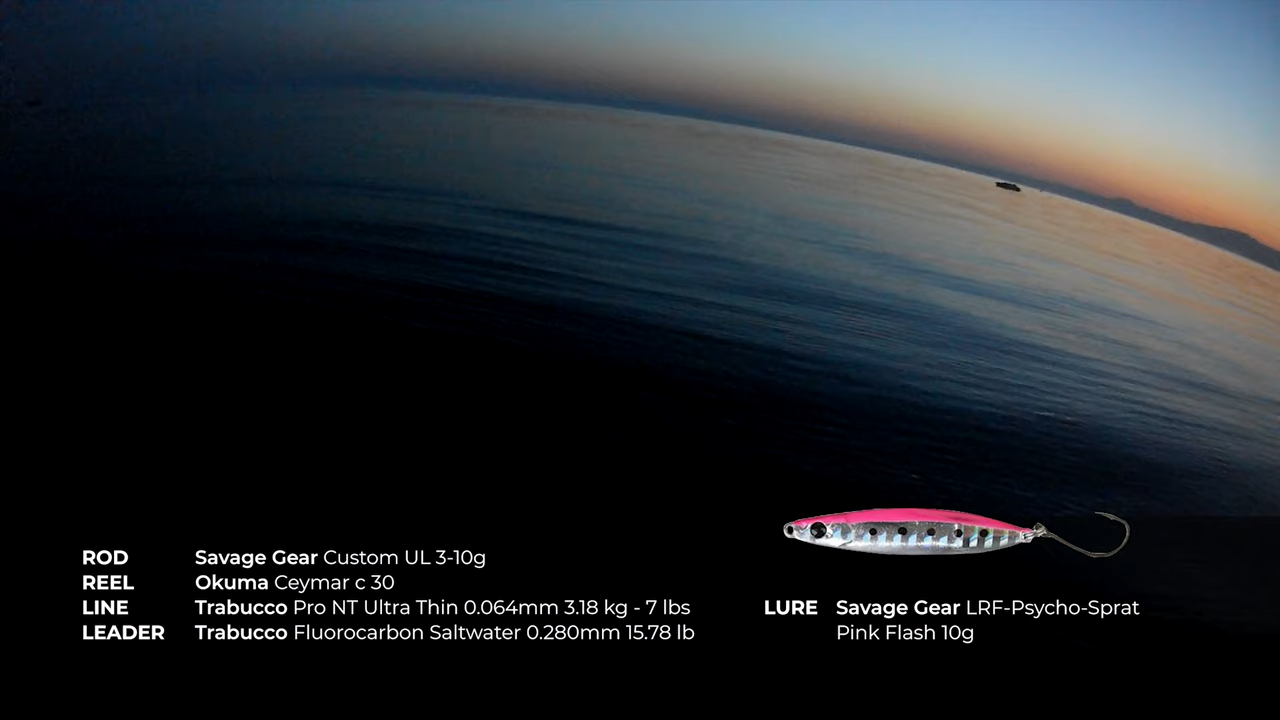 ROD Savage Gear Custom UL 3-10g
REEL Okuma Ceymar c 30
LINE Trabucco Pro NT Ultra Thin 0.064mm 3.18 kg - 7 lbs
LEADER Trabucco Fluorocarbon Saltwater 0.280mm 15.78 lb
LURE Savage Gear LRF-Psycho-Sprat
Pink Flash 10g